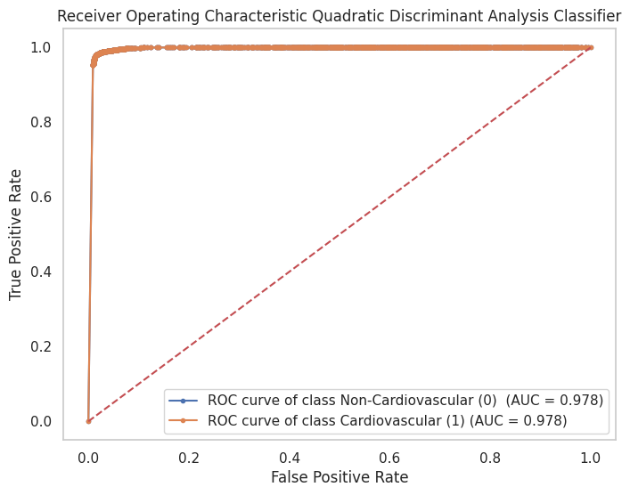 Receiver Operating Characteristic Quadratic Discriminant Analysis Classifier
1.0
0.8
0.6
0.4
0.2
0.0
True Positive Rate
ROC curve of class Non-Cardiovascular (0) (AUC = 0.978)
ROC curve of class Cardiovascular (1) (AUC = 0.978)
0.0 0.2 0.4 0.6 0.8 1.0
False Positive Rate